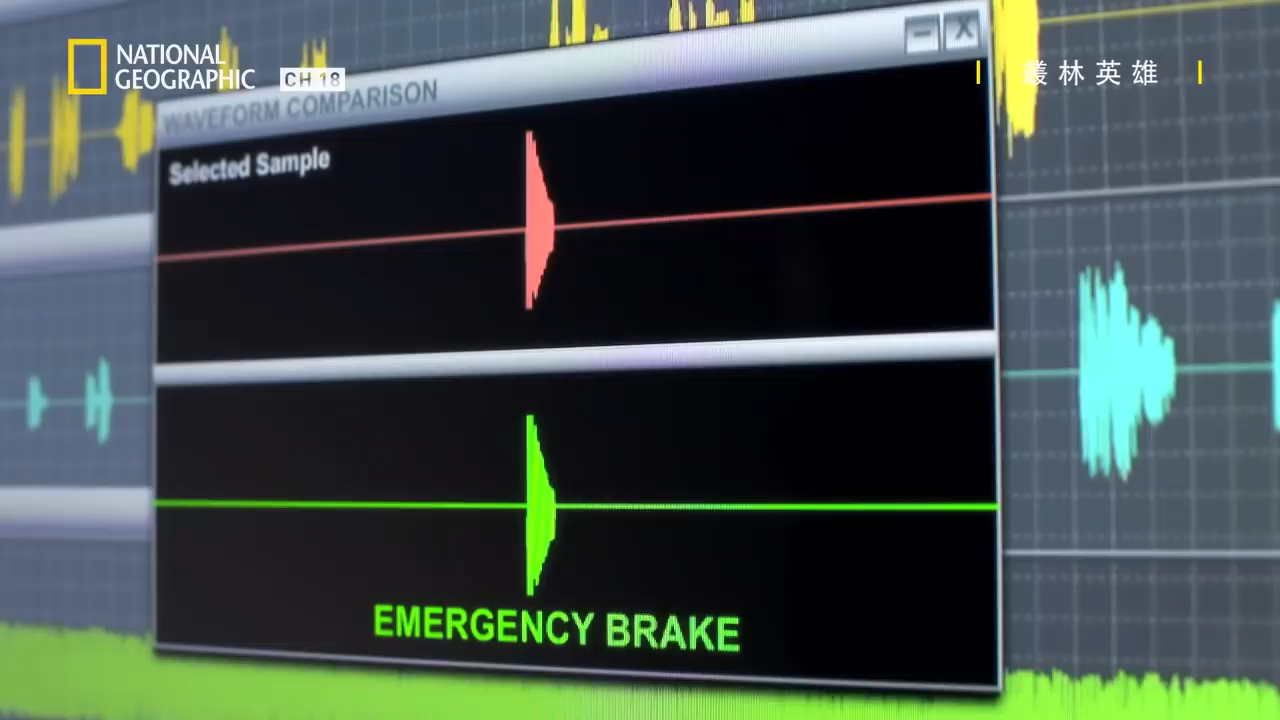 NATIONAL
GEOGRAPHIC
CH 18
叢林英雄
X
WAVEFORM COMPARISON
Selected Sample
EMERGENCY BRAKE